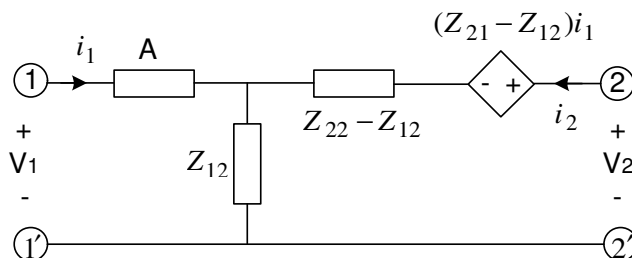 (Z₂₁ − Z₁₂)i₁
i₁
A
1
- +
2
Z₂₂ − Z₁₂
i₂
+
V1
-
Z₁₂
+
V2
-
1′
2′